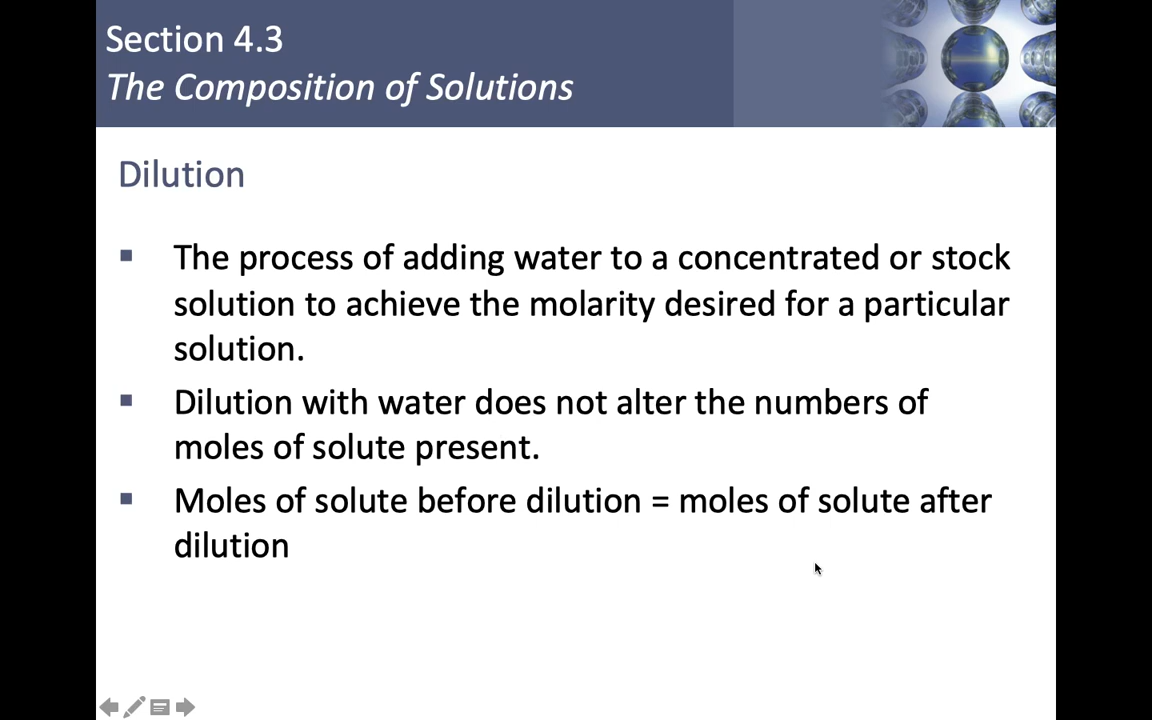 Section 4.3
The Composition of Solutions
Dilution
▪ The process of adding water to a concentrated or stock
solution to achieve the molarity desired for a particular
solution.
▪ Dilution with water does not alter the numbers of
moles of solute present.
▪ Moles of solute before dilution = moles of solute after
dilution